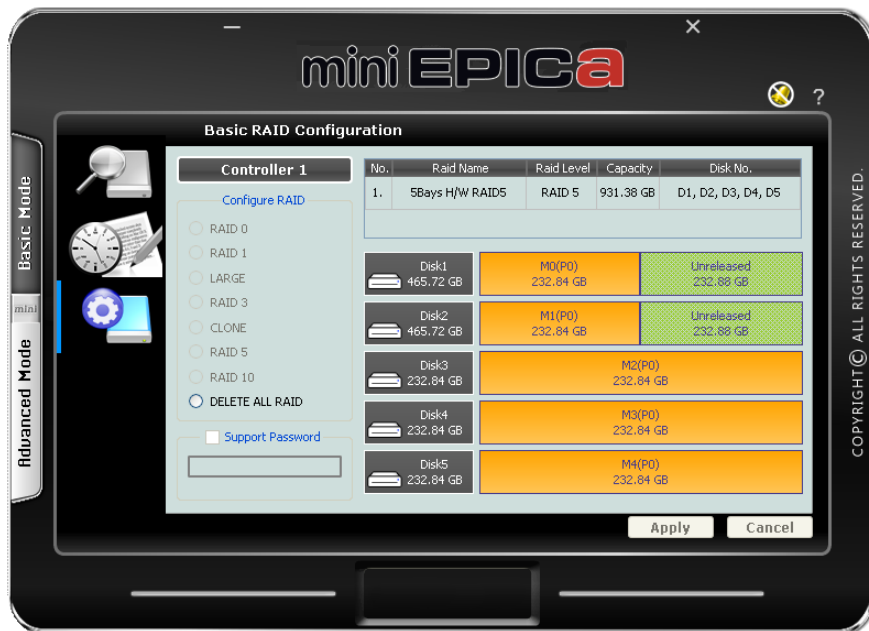 mini EPICa
?
Basic RAID Configuration
Basic Mode
mini
Advanced Mode
Controller 1
Configure RAID
RAID 0
RAID 1
LARGE
RAID 3
CLONE
RAID 5
RAID 10
DELETE ALL RAID
Support Password
No. Raid Name Raid Level Capacity Disk No.
1. 5Bays H/W RAID5 RAID 5 931.38 GB D1, D2, D3, D4, D5
Disk1 M0(P0) Unreleased
465.72 GB 232.84 GB 232.88 GB
Disk2 M1(P0) Unreleased
465.72 GB 232.84 GB 232.88 GB
Disk3 M2(P0)
232.84 GB 232.84 GB
Disk4 M3(P0)
232.84 GB 232.84 GB
Disk5 M4(P0)
232.84 GB 232.84 GB
Apply Cancel
COPYRIGHT © ALL RIGHTS RESERVED.